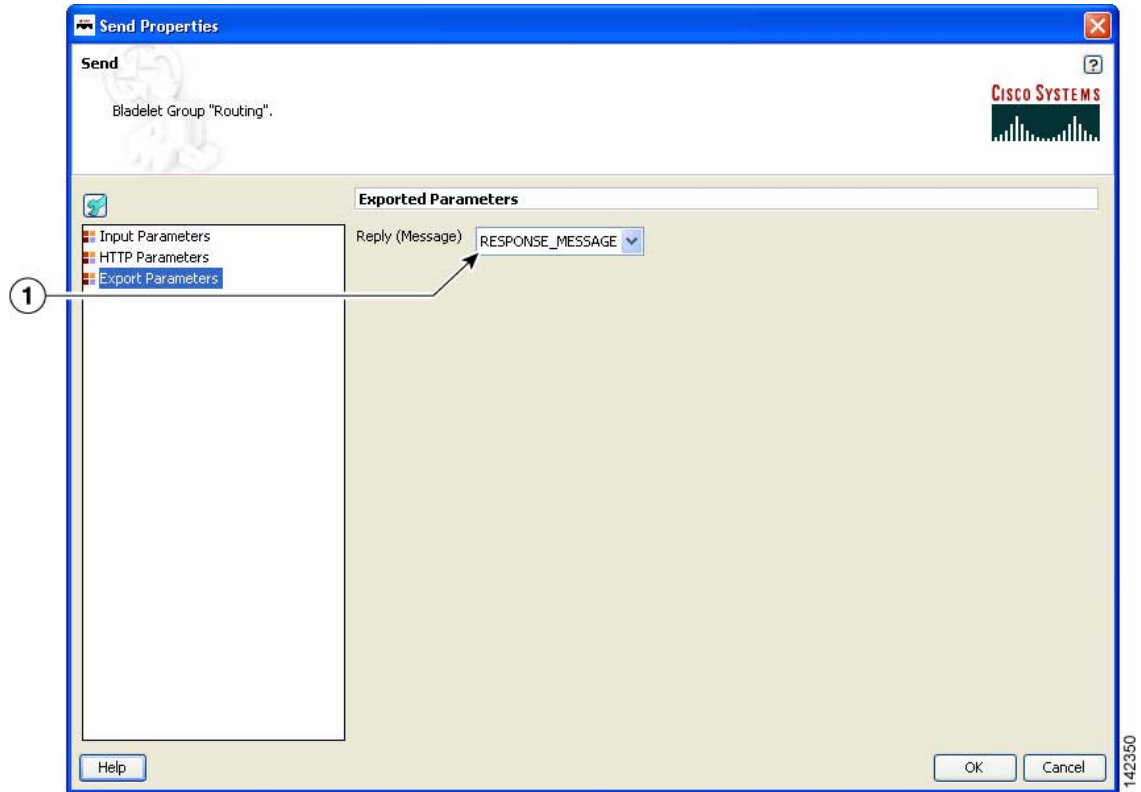 Send Properties
Send
?
Bladelet Group "Routing".
CISCO SYSTEMS
Exported Parameters
Input Parameters
HTTP Parameters
Export Parameters
Reply (Message) RESPONSE_MESSAGE
1
Help
OK
Cancel
142350